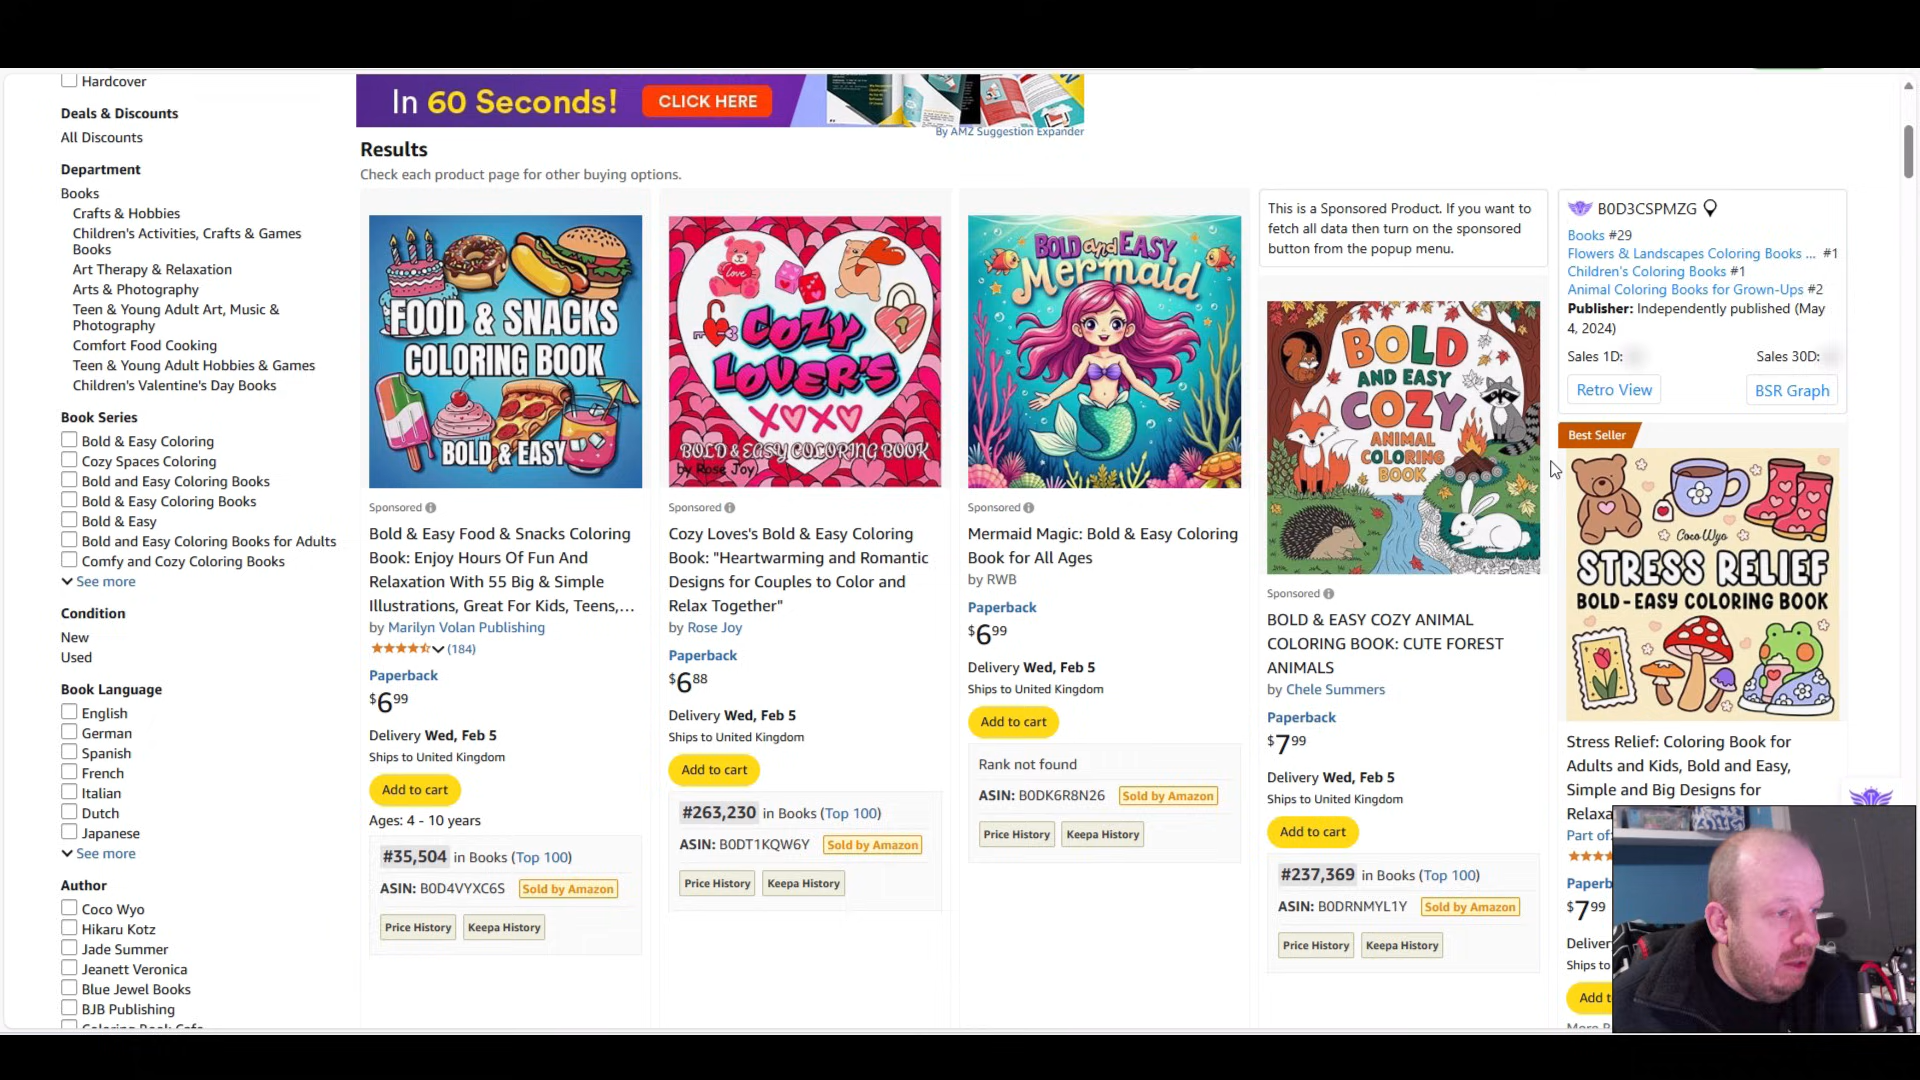 Hardcover
Deals & Discounts
All Discounts
Department
Books
Crafts & Hobbies
Children's Activities, Crafts & Games
Books
Art Therapy & Relaxation
Arts & Photography
Teen & Young Adult Art, Music &
Photography
Comfort Food Cooking
Teen & Young Adult Hobbies & Games
Children's Valentine's Day Books
Book Series
Bold & Easy Coloring
Cozy Spaces Coloring
Bold and Easy Coloring Books
Bold & Easy Coloring Books
Bold & Easy
Bold and Easy Coloring Books for Adults
Comfy and Cozy Coloring Books
See more
Condition
New
Used
Book Language
English
German
Spanish
French
Italian
Dutch
Japanese
See more
Author
Coco Wyo
Hikaru Kotz
Jade Summer
Jeanett Veronica
Blue Jewel Books
BJB Publishing
In 60 Seconds!
CLICK HERE
By AMZ Suggestion Expander
Results
Check each product page for other buying options.
FOOD & SNACKS
COLORING BOOK
BOLD & EASY
Sponsored
Bold & Easy Food & Snacks Coloring
Book: Enjoy Hours Of Fun And
Relaxation With 55 Big & Simple
Illustrations, Great For Kids, Teens,...
by Marilyn Volan Publishing
(184)
Paperback
$6 99
Delivery Wed, Feb 5
Ships to United Kingdom
Add to cart
Ages: 4 - 10 years
#35,504 in Books (Top 100)
ASIN: B0D4VYXC6S Sold by Amazon
Price History Keepa History
Love
COZY
LOVER'S
XOXO
BOLD & EASY COLORING BOOK
by Rose Joy
Sponsored
Cozy Loves's Bold & Easy Coloring
Book: "Heartwarming and Romantic
Designs for Couples to Color and
Relax Together"
by Rose Joy
Paperback
$6 88
Delivery Wed, Feb 5
Ships to United Kingdom
Add to cart
#263,230 in Books (Top 100)
ASIN: B0DT1KQW6Y Sold by Amazon
Price History Keepa History
BOLD and EASY
Mermaid
Sponsored
Mermaid Magic: Bold & Easy Coloring
Book for All Ages
by RWB
Paperback
$6 99
Delivery Wed, Feb 5
Ships to United Kingdom
Add to cart
Rank not found
ASIN: B0DK6R8N26 Sold by Amazon
Price History Keepa History
This is a Sponsored Product. If you want to
fetch all data then turn on the sponsored
button from the popup menu.
BOLD
AND EASY
COZY
ANIMAL
COLORING
BOOK
Sponsored
BOLD & EASY COZY ANIMAL
COLORING BOOK: CUTE FOREST
ANIMALS
by Chele Summers
Paperback
$7 99
Delivery Wed, Feb 5
Ships to United Kingdom
Add to cart
#237,369 in Books (Top 100)
ASIN: B0DRNMYL1Y Sold by Amazon
Price History Keepa History
B0D3CSPMZG
Books #29
Flowers & Landscapes Coloring Books ... #1
Children's Coloring Books #1
Animal Coloring Books for Grown-Ups #2
Publisher: Independently published (May
4, 2024)
Sales 1D: Sales 30D:
Retro View BSR Graph
Best Seller
Coco Wyo
STRESS RELIEF
BOLD - EASY COLORING BOOK
Stress Relief: Coloring Book for
Adults and Kids, Bold and Easy,
Simple and Big Designs for
Relaxa
Part of
Paperb
$7 99
Deliver
Ships to
Add t